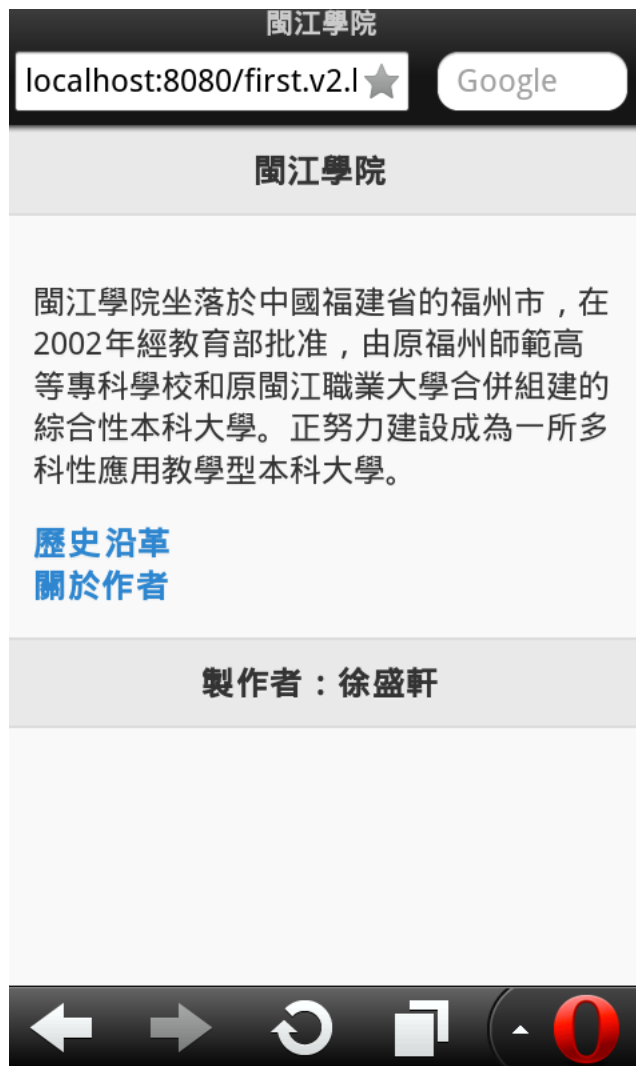 閩江學院
localhost:8080/first.v2.l
Google
閩江學院
閩江學院坐落於中國福建省的福州市，在
2002年經教育部批准，由原福州師範高
等專科學校和原閩江職業大學合併組建的
綜合性本科大學。正努力建設成為一所多
科性應用教學型本科大學。
歷史沿革
關於作者
製作者：徐盛軒